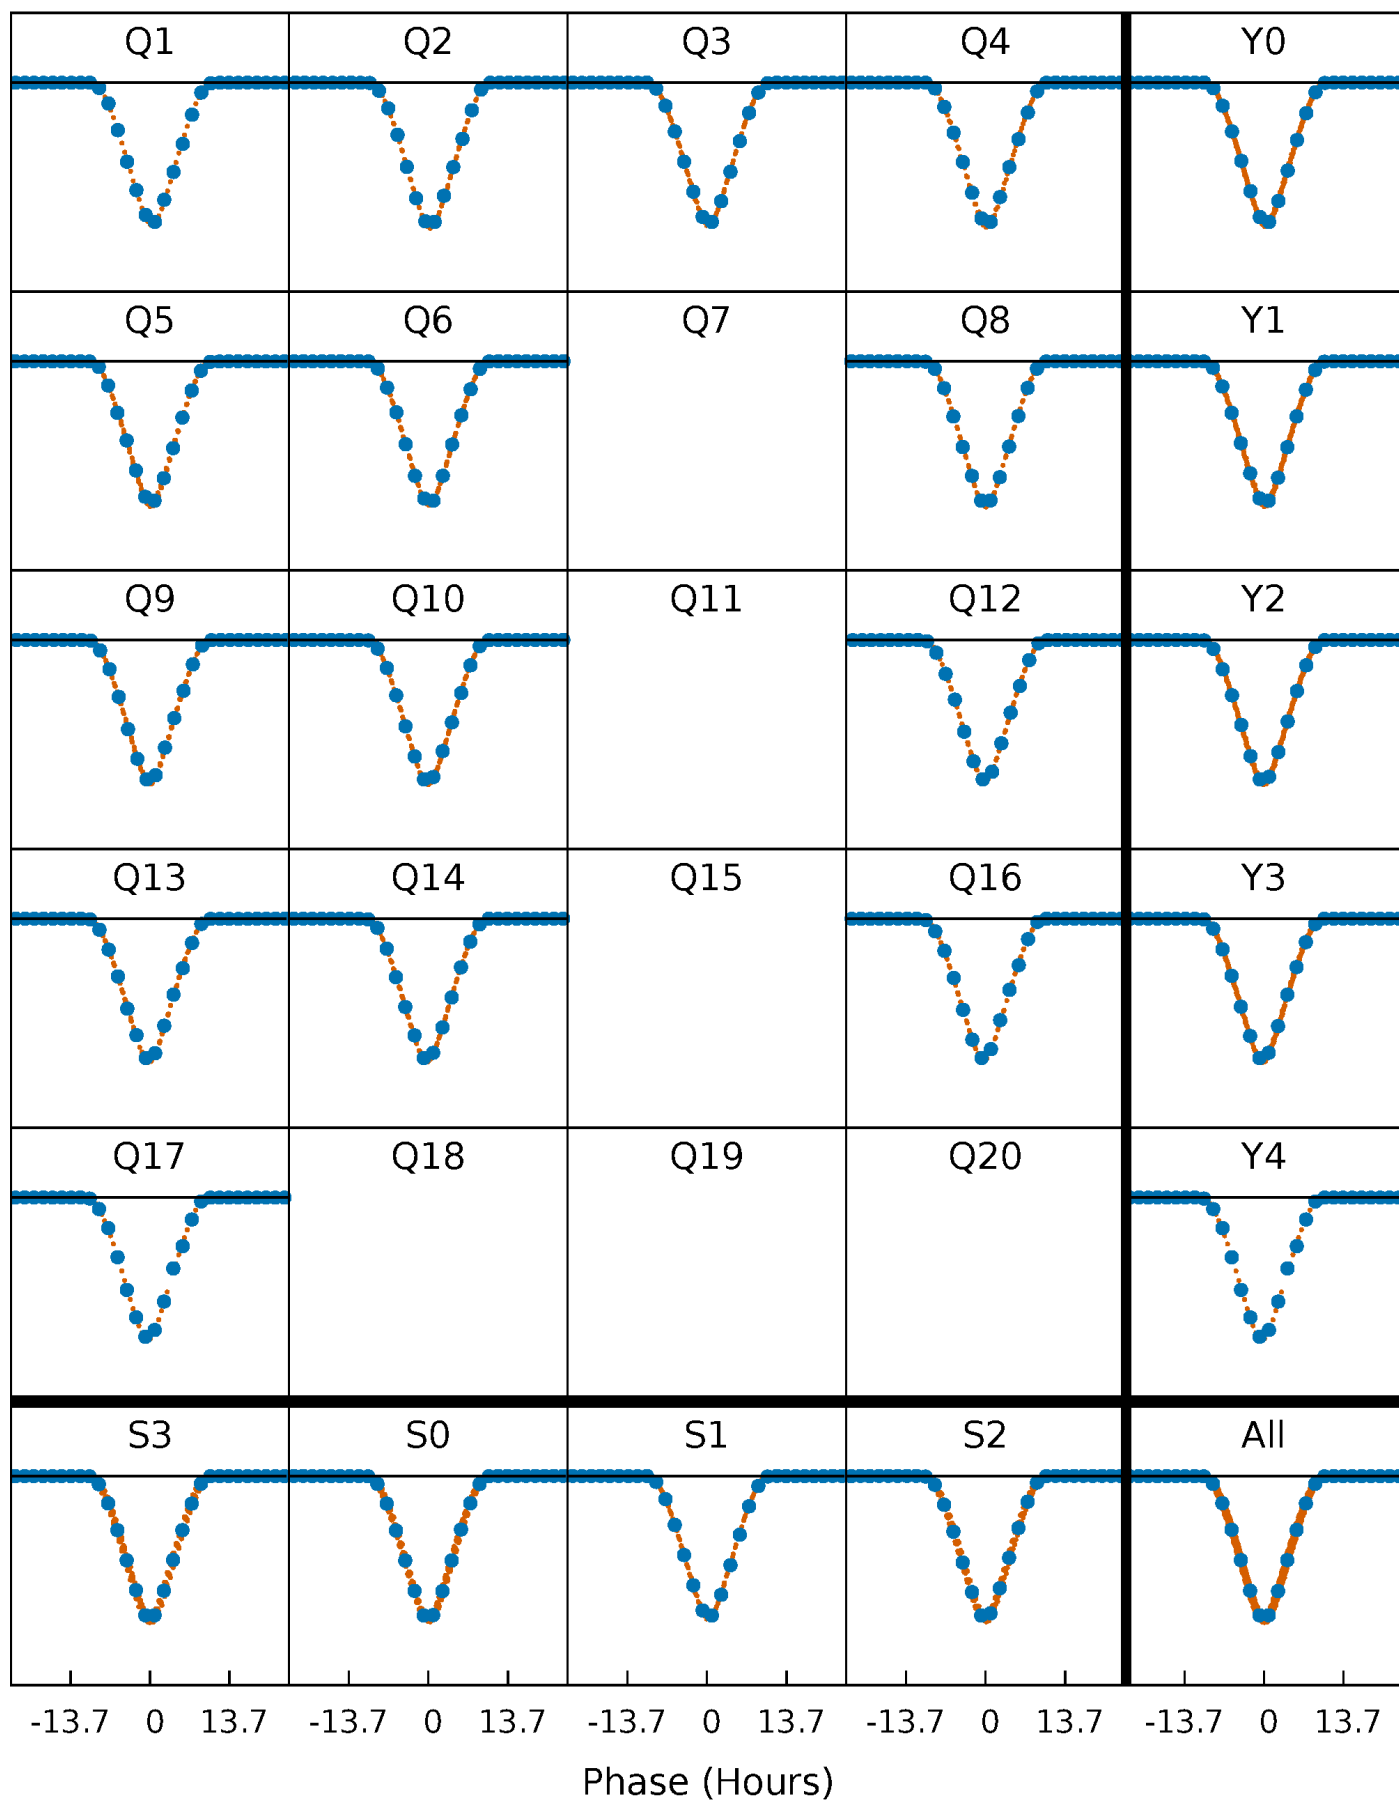 Q1 Q2 Q3 Q4 Y0
Q5 Q6 Q7 Q8 Y1
Q9 Q10 Q11 Q12 Y2
Q13 Q14 Q15 Q16 Y3
Q17 Q18 Q19 Q20 Y4
S3 S0 S1 S2 All
-13.7 0 13.7 -13.7 0 13.7 -13.7 0 13.7 -13.7 0 13.7 -13.7 0 13.7
Phase (Hours)